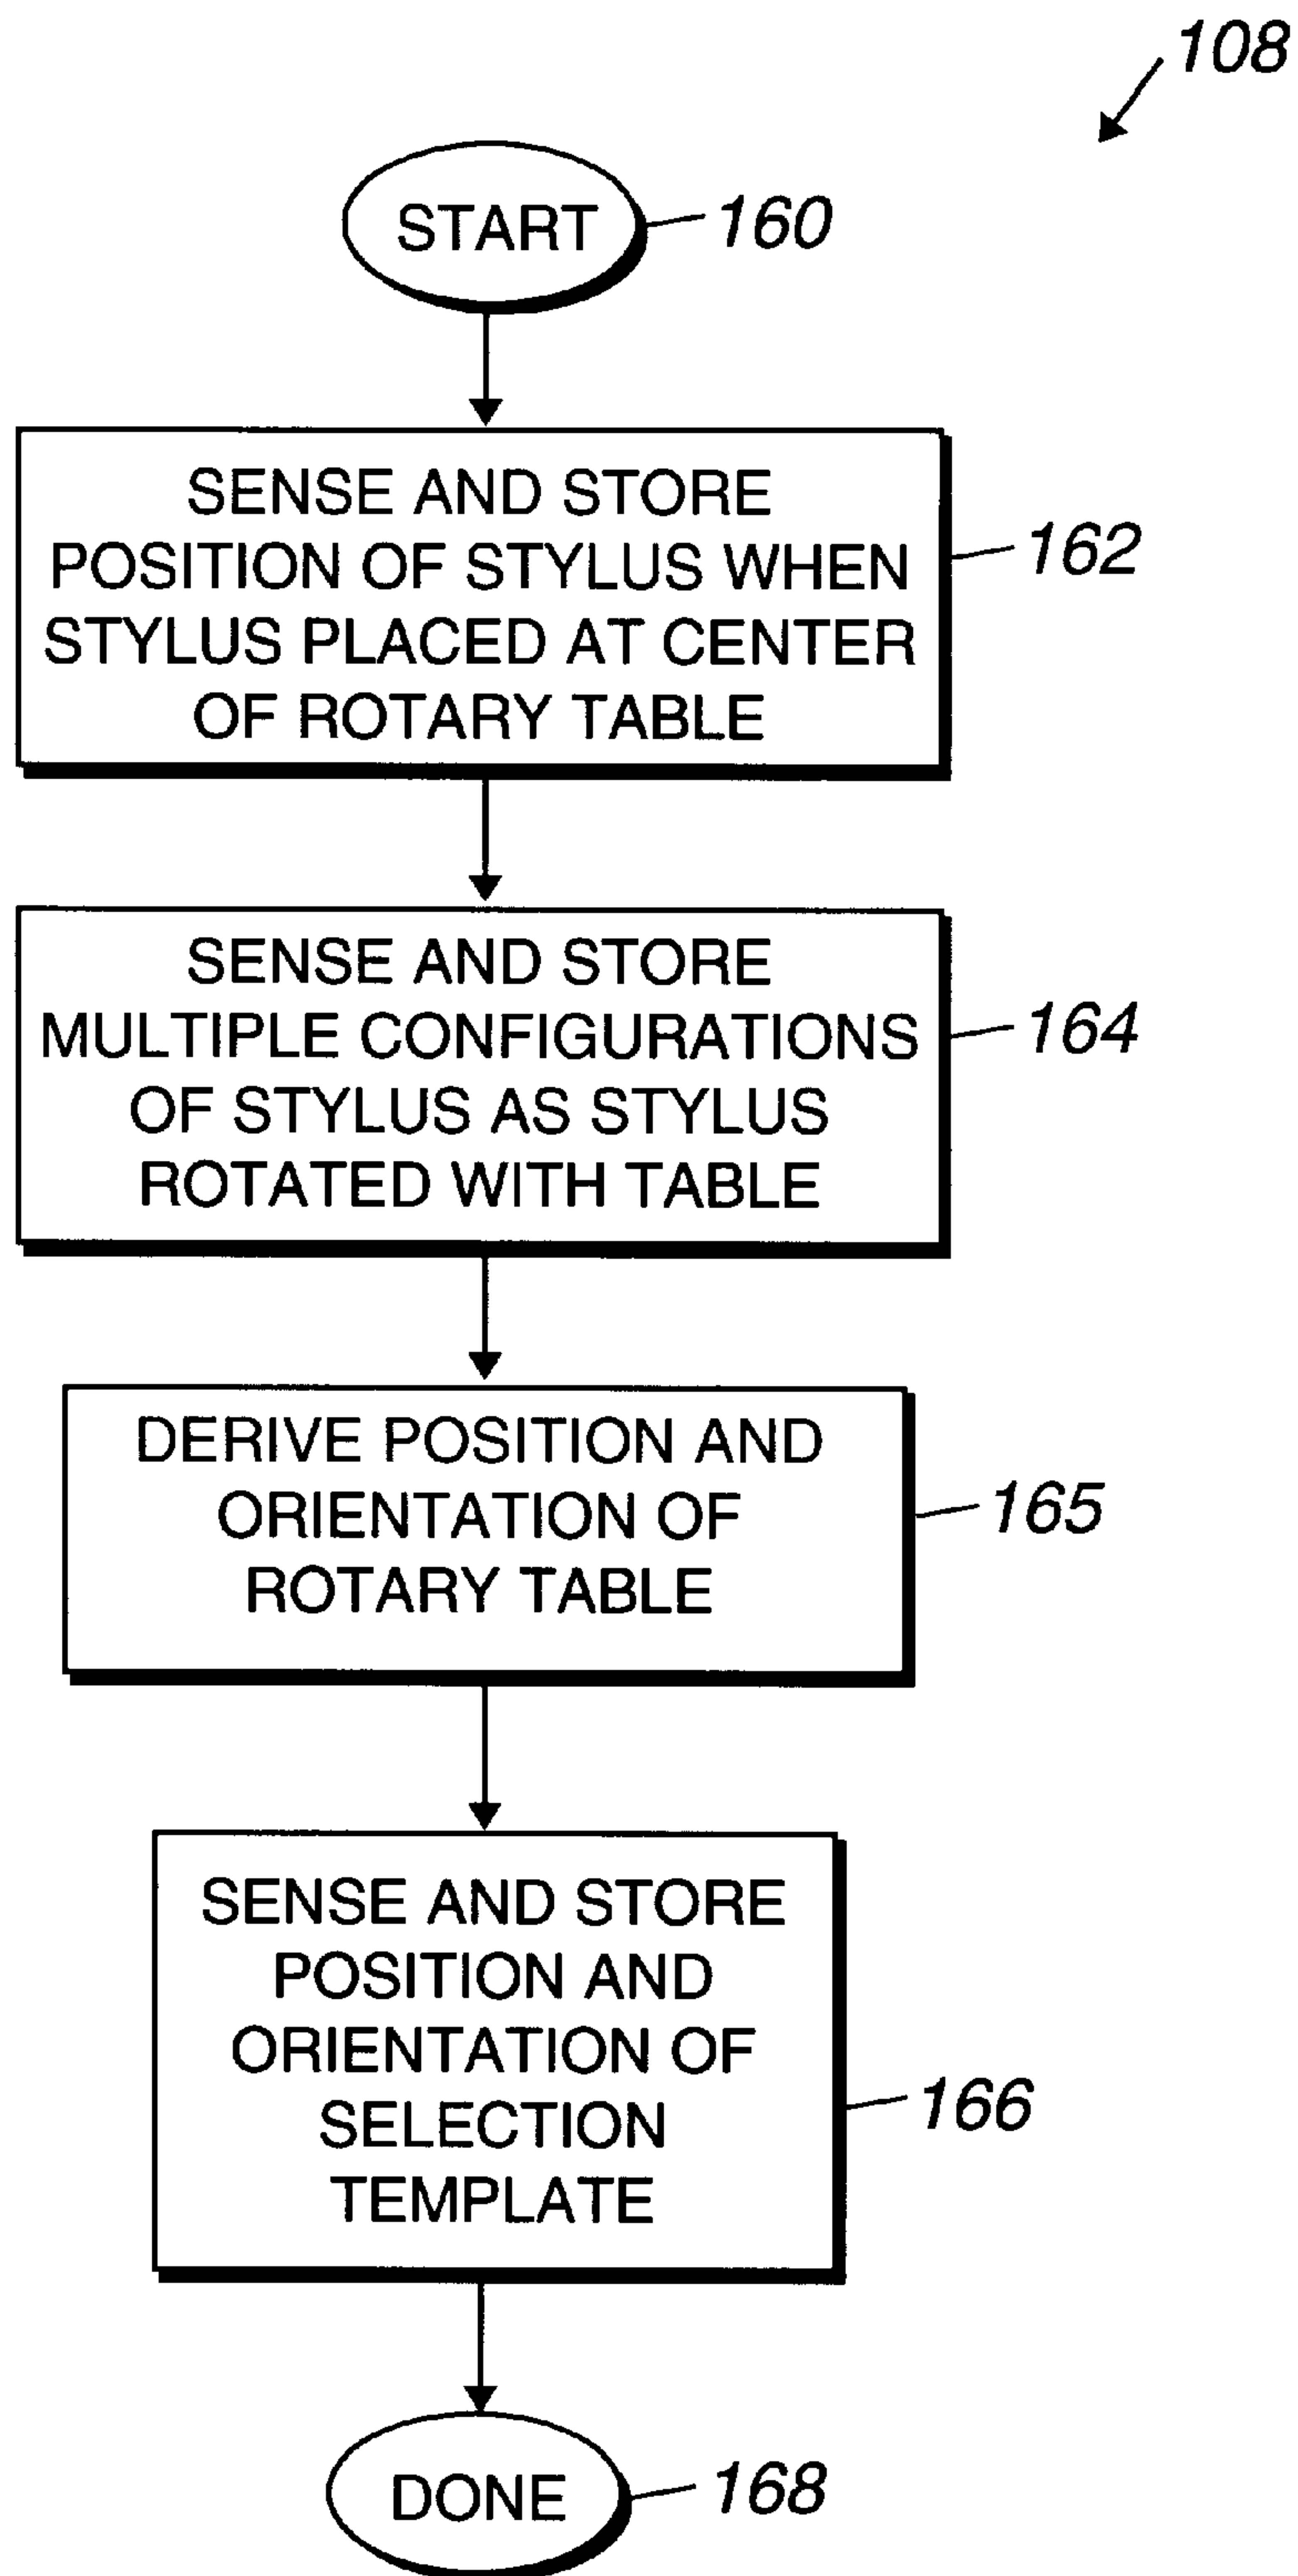 108
START
160
SENSE AND STORE
POSITION OF STYLUS WHEN
STYLUS PLACED AT CENTER
OF ROTARY TABLE
162
SENSE AND STORE
MULTIPLE CONFIGURATIONS
OF STYLUS AS STYLUS
ROTATED WITH TABLE
164
DERIVE POSITION AND
ORIENTATION OF
ROTARY TABLE
165
SENSE AND STORE
POSITION AND
ORIENTATION OF
SELECTION
TEMPLATE
166
DONE
168